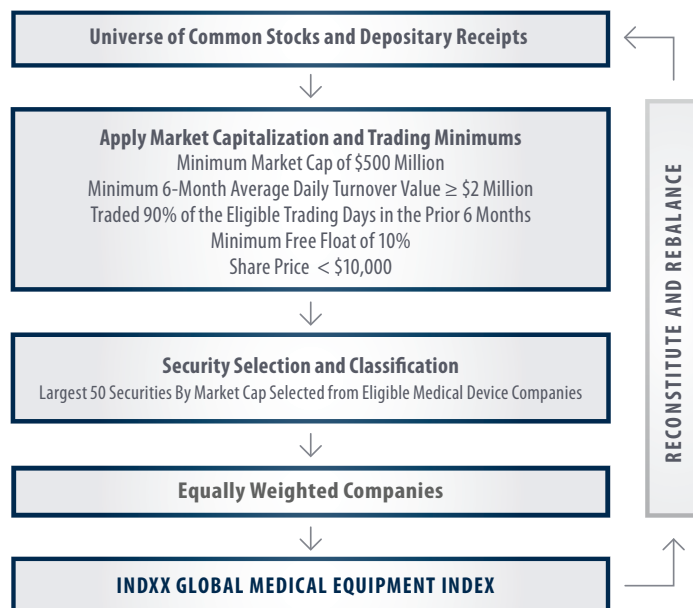 Universe of Common Stocks and Depositary Receipts
Apply Market Capitalization and Trading Minimums
Minimum Market Cap of $500 Million
Minimum 6-Month Average Daily Turnover Value ≥ $2 Million
Traded 90% of the Eligible Trading Days in the Prior 6 Months
Minimum Free Float of 10%
Share Price < $10,000
Security Selection and Classification
Largest 50 Securities By Market Cap Selected from Eligible Medical Device Companies
Equally Weighted Companies
INDXX GLOBAL MEDICAL EQUIPMENT INDEX
RECONSTITUTE AND REBALANCE